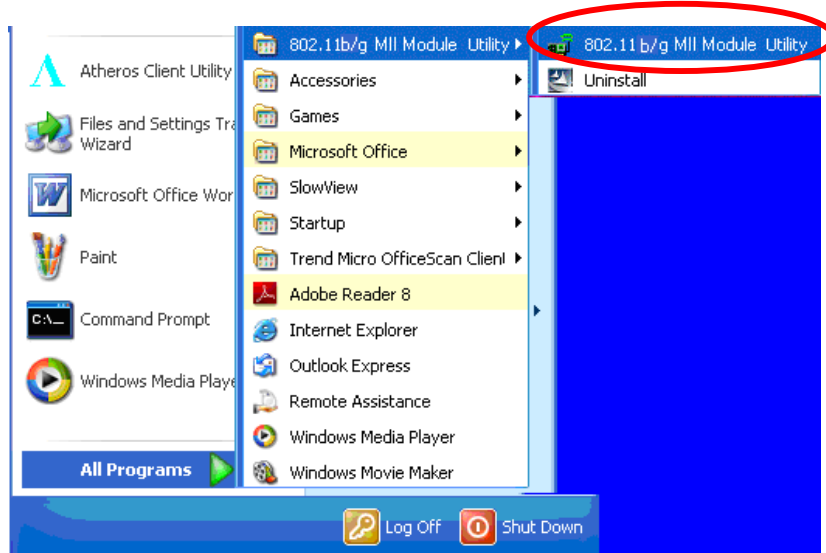 Atheros Client Utility
Files and Settings Tra
Wizard
Microsoft Office Wor
Paint
C:\_
Command Prompt
Windows Media Playe
All Programs
802.11b/g MII Module Utility
Accessories
Games
Microsoft Office
SlowView
Startup
Trend Micro OfficeScan Client
Adobe Reader 8
Internet Explorer
Outlook Express
Remote Assistance
Windows Media Player
Windows Movie Maker
802.11 b/g MII Module Utility
Uninstall
Log Off
Shut Down